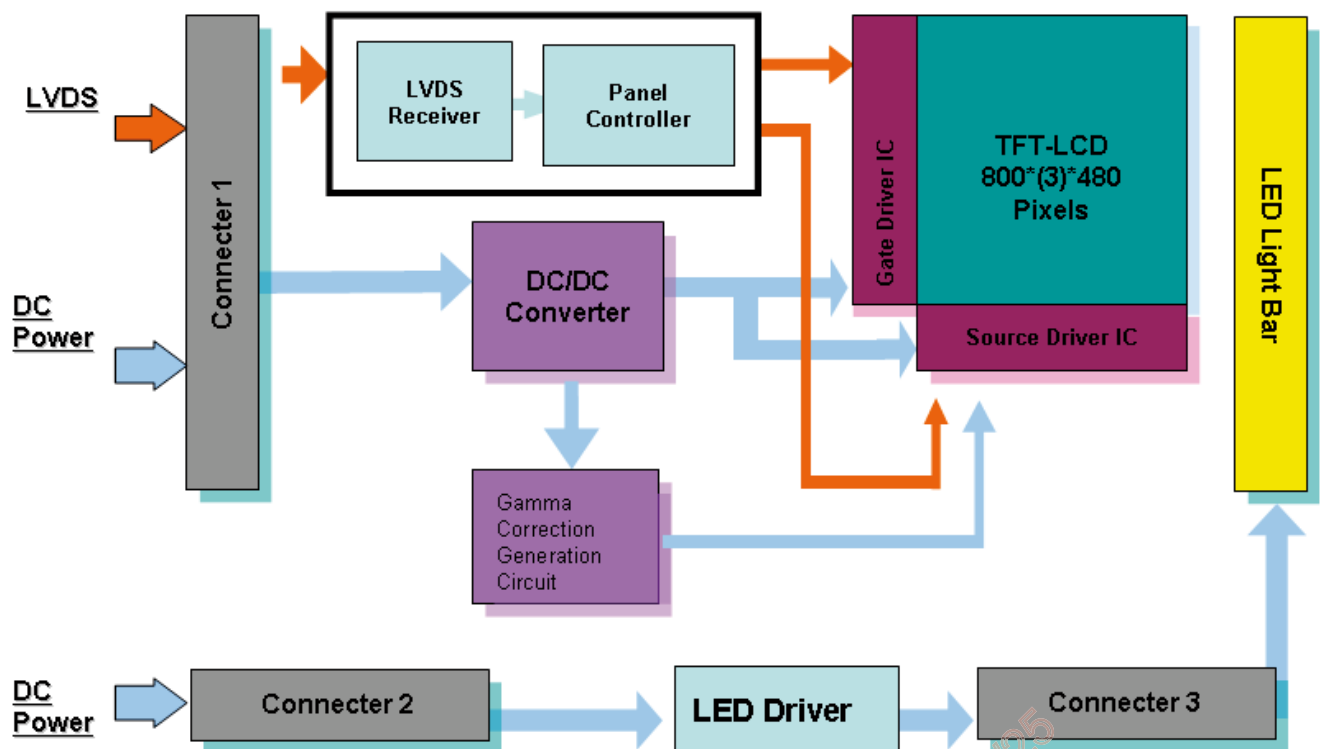 LVDS
DC
Power
Connecter 1
LVDS
Receiver
Panel
Controller
DC/DC
Converter
Gamma
Correction
Generation
Circuit
Gate Driver IC
TFT-LCD
800*(3)*480
Pixels
Source Driver IC
LED Light Bar
DC
Power
Connecter 2
LED Driver
Connecter 3